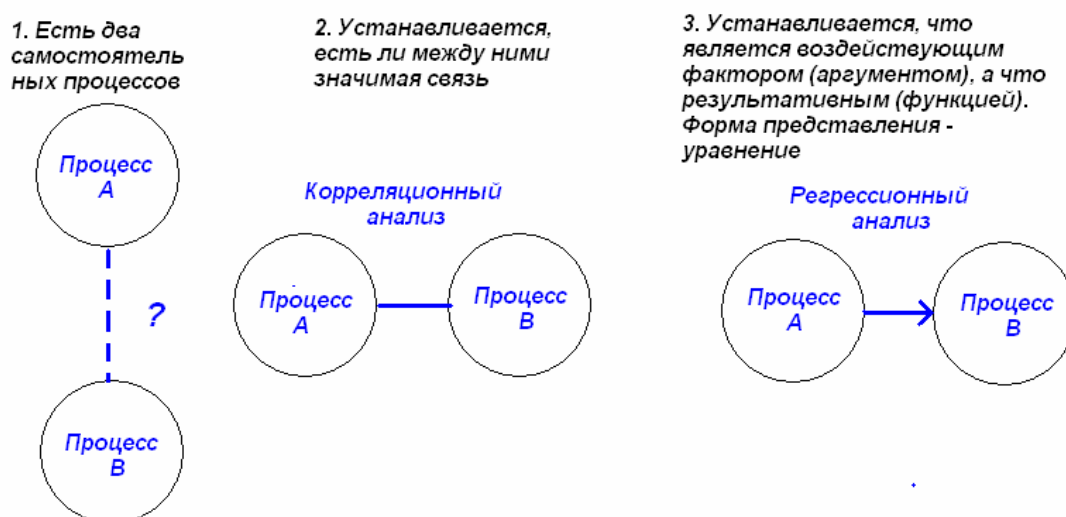 1. Есть два
самостоятель
ных процессов
Процесс
А
?
Процесс
В
2. Устанавливается,
есть ли между ними
значимая связь
Корреляционный
анализ
Процесс
А
Процесс
В
3. Устанавливается, что
является воздействующим
фактором (аргументом), а что
результативным (функцией).
Форма представления -
уравнение
Регрессионный
анализ
Процесс
А
Процесс
В